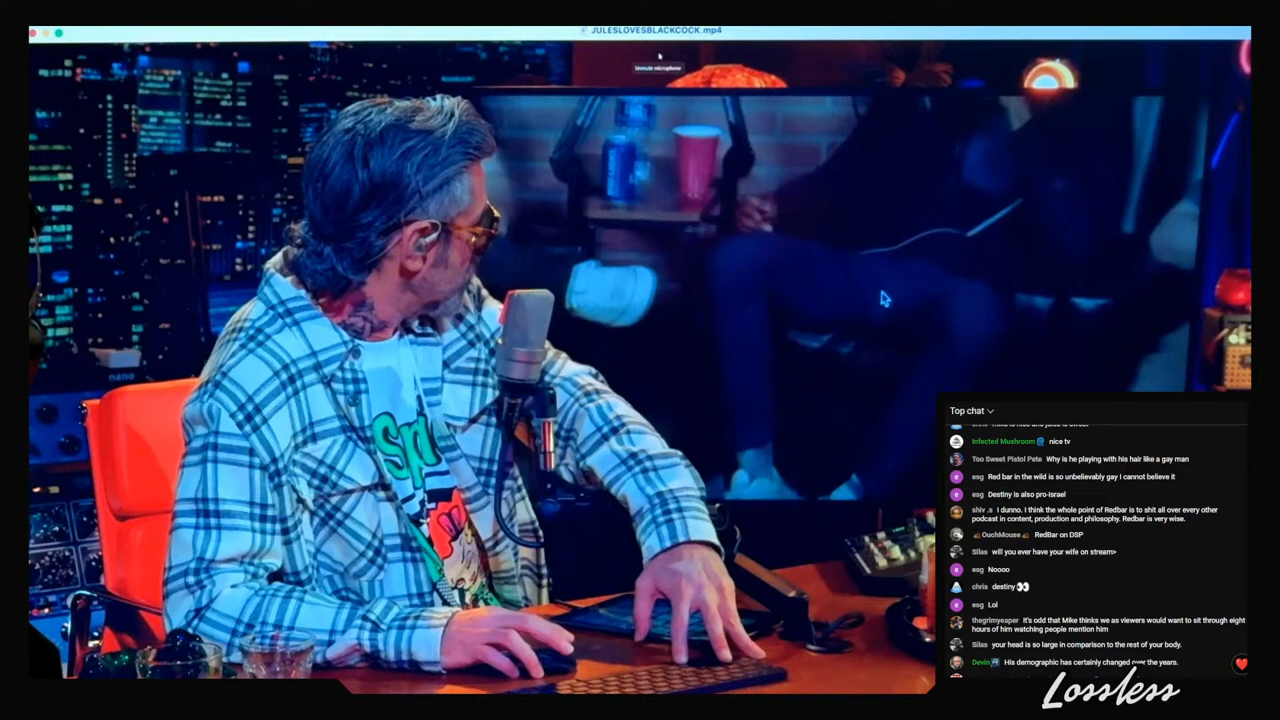 JULESLOVESBLACKCOCK.mp4
Unmute microphone
nano
Spr
Top chat
Infected Mushroom nice tv
Too Sweet Pistol Pete Why is he playing with his hair like a gay man
esg Red bar in the wild is so unbelievably gay I cannot believe it
esg Destiny is also pro-Israel
shiv .s I dunno. I think the whole point of Redbar is to shit all over every other
podcast in content, production and philosophy. Redbar is very wise.
OuchMouse RedBar on DSP
Silas will you ever have your wife on stream>
esg Noooo
chris destiny👀
esg Lol
thegrimyeaper It's odd that Mike thinks we as viewers would want to sit through eight
hours of him watching people mention him
Silas your head is so large in comparison to the rest of your body.
Devin His demographic has certainly changed over the years.
Lossless